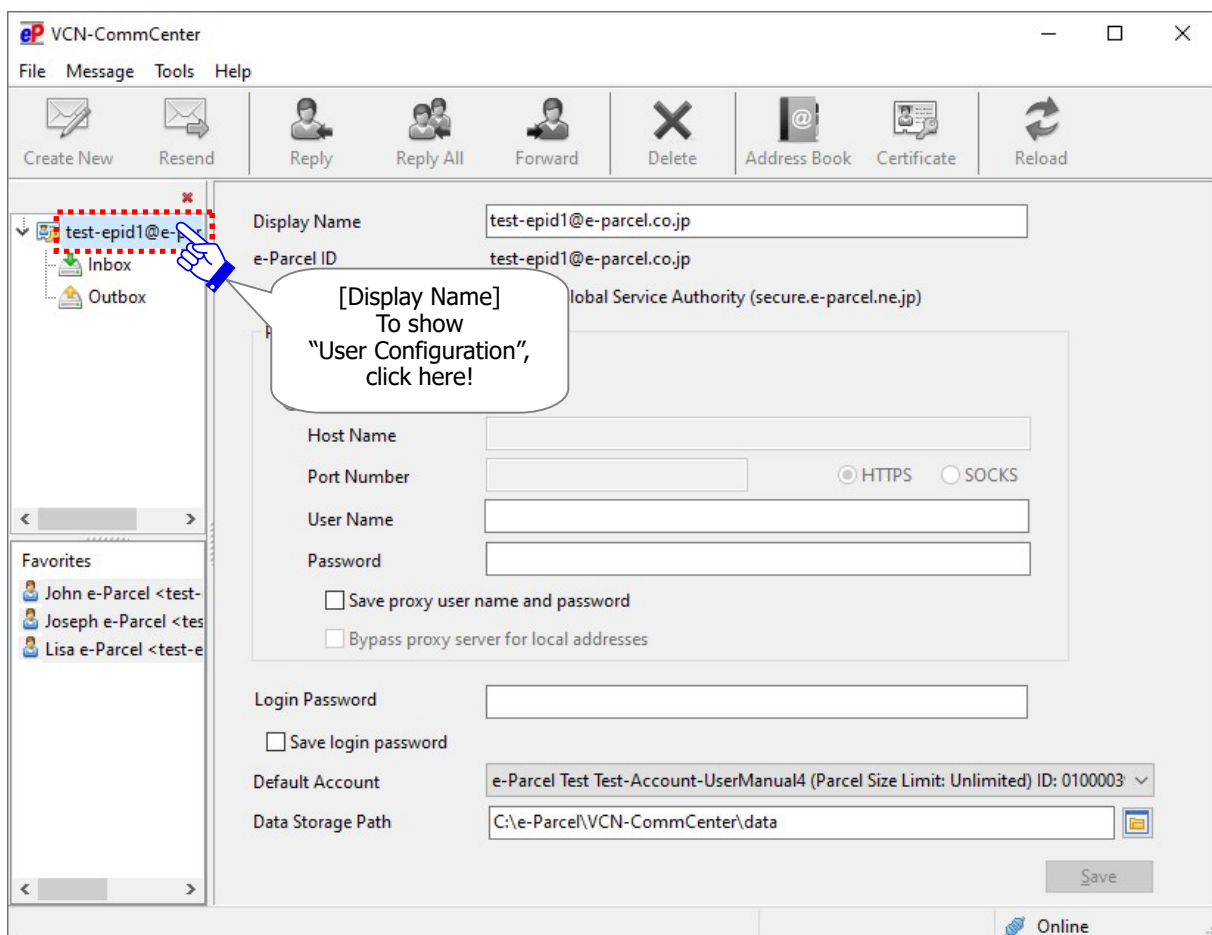 eP VCN-CommCenter
File Message Tools Help
Create New Resend Reply Reply All Forward Delete Address Book Certificate Reload
test-epid1@e-par
Inbox
Outbox
Favorites
John e-Parcel <test-
Joseph e-Parcel <tes
Lisa e-Parcel <test-e
Display Name test-epid1@e-parcel.co.jp
e-Parcel ID test-epid1@e-parcel.co.jp
lobal Service Authority (secure.e-parcel.ne.jp)
[Display Name]
To show
“User Configuration”,
click here!
Host Name
Port Number HTTPS SOCKS
User Name
Password
Save proxy user name and password
Bypass proxy server for local addresses
Login Password
Save login password
Default Account e-Parcel Test Test-Account-UserManual4 (Parcel Size Limit: Unlimited) ID: 0100003
Data Storage Path C:\e-Parcel\VCN-CommCenter\data
Save
Online